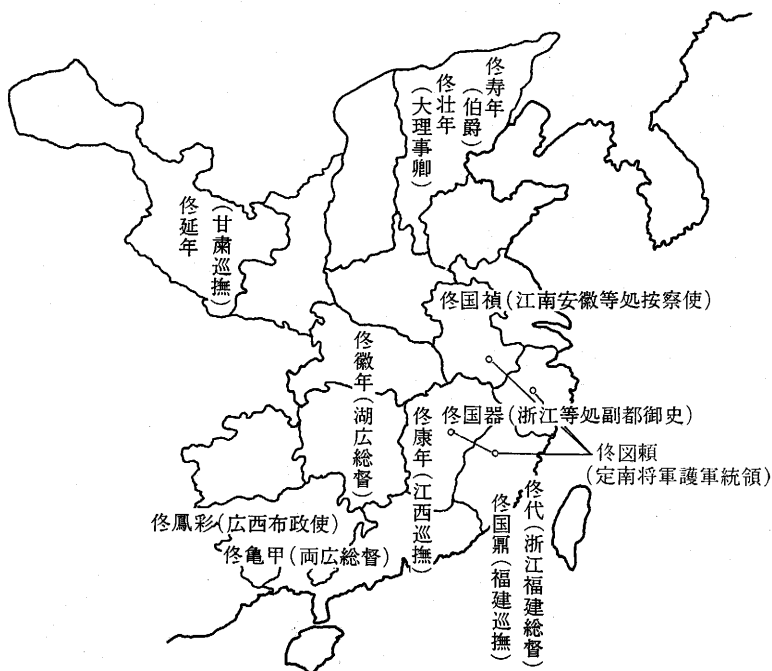 佟寿年
(伯爵)
佟壮年
(大理事卿)
(甘粛巡撫)
佟延年
佟国禎(江南安徽等処按察使)
佟徽年(湖広総督)
佟国器(浙江等処副都御史)
佟康年(江西巡撫)
佟図頼
(定南将軍護軍統領)
佟代(浙江福建総督)
佟国鼎(福建巡撫)
佟鳳彩(広西布政使)
佟亀甲(両広総督)